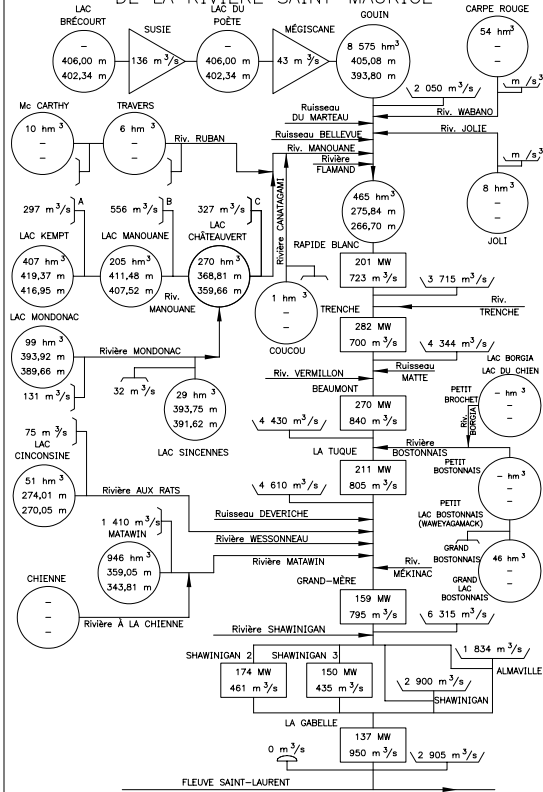 DE LA RIVIÈRE SAINT-MAURICE
LAC BRÉCOURT
–
406,00 m
402,34 m
SUSIE
136 m³/s
LAC DU POÈTE
–
406,00 m
402,34 m
MÉGISCANE
43 m³/s
GOUIN
8 575 hm³
405,08 m
393,80 m
CARPE ROUGE
54 hm³
–
–
2 050 m³/s
m³/s
Riv. WABANO
Ruisseau DU MARTEAU
Riv. JOLIE
Ruisseau BELLEVUE
Riv. MANOUANE
Rivière FLAMAND
m³/s
8 hm³
–
–
JOLI
Mc CARTHY
10 hm³
–
–
TRAVERS
6 hm³
–
–
Riv. RUBAN
Rivière CANATAGAMI
465 hm³
275,84 m
266,70 m
297 m³/s
A
556 m³/s
B
327 m³/s
C
LAC KEMPT
407 hm³
419,37 m
416,95 m
LAC MANOUANE
205 hm³
411,48 m
407,52 m
Riv. MANOUANE
LAC CHÂTEAUVERT
270 hm³
368,81 m
359,66 m
RAPIDE BLANC
201 MW
723 m³/s
3 715 m³/s
1 hm³
–
–
COUCOU
TRENCHE
Riv. TRENCHE
282 MW
700 m³/s
4 344 m³/s
LAC MONDONAC
99 hm³
393,92 m
389,66 m
131 m³/s
Rivière MONDONAC
32 m³/s
29 hm³
393,75 m
391,62 m
LAC SINCENNES
Riv. VERMILLON
Ruisseau MATTE
BEAUMONT
270 MW
840 m³/s
4 430 m³/s
LAC BORGIA
LAC DU CHIEN
PETIT BROCHET
– hm³
–
–
Riv. BORGIA
Rivière BOSTONNAIS
LA TUQUE
211 MW
805 m³/s
4 610 m³/s
PETIT BOSTONNAIS
– hm³
–
–
PETIT LAC BOSTONNAIS
(WAWEYAGAMACK)
GRAND BOSTONNAIS
46 hm³
–
–
GRAND LAC BOSTONNAIS
75 m³/s
LAC CINCONSINE
51 hm³
274,01 m
270,05 m
Rivière AUX RATS
Ruisseau DEVERICHE
Rivière WESSONNEAU
1 410 m³/s
MATAWIN
946 hm³
359,05 m
343,81 m
Rivière MATAWIN
Riv. MÉKINAC
CHIENNE
–
–
–
Rivière À LA CHIENNE
GRAND-MÈRE
159 MW
795 m³/s
6 315 m³/s
Rivière SHAWINIGAN
SHAWINIGAN 2
174 MW
461 m³/s
SHAWINIGAN 3
150 MW
435 m³/s
1 834 m³/s
ALMAVILLE
2 900 m³/s
SHAWINIGAN
LA GABELLE
137 MW
950 m³/s
0 m³/s
2 905 m³/s
FLEUVE SAINT-LAURENT